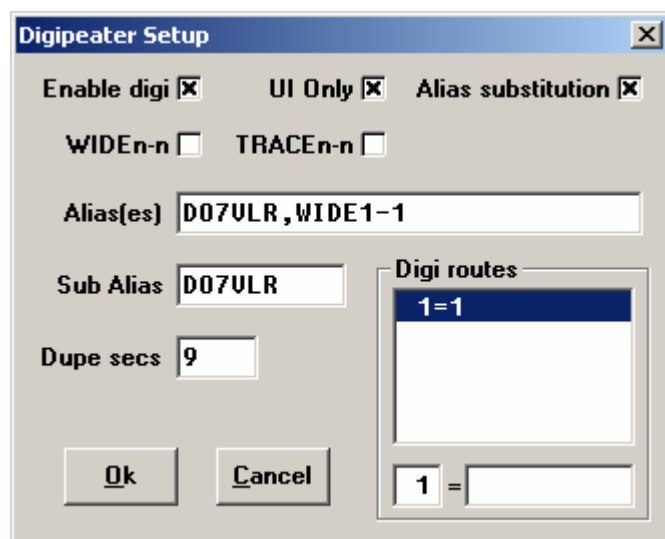 Digipeater Setup
Enable digi UI Only Alias substitution
WIDEn-n TRACEn-n
Alias(es) DO7VLR,WIDE1-1
Sub Alias DO7VLR
Dupe secs 9
Digi routes
1=1
1 =
Ok Cancel